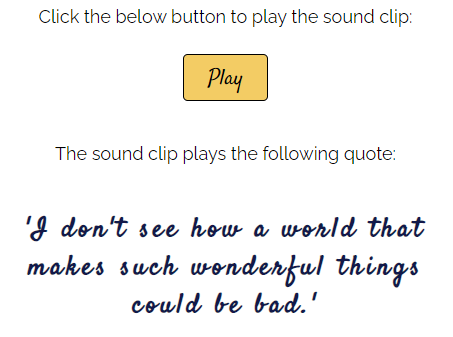 Click the below button to play the sound clip:
Play
The sound clip plays the following quote:
'I don't see how a world that
makes such wonderful things
could be bad.'